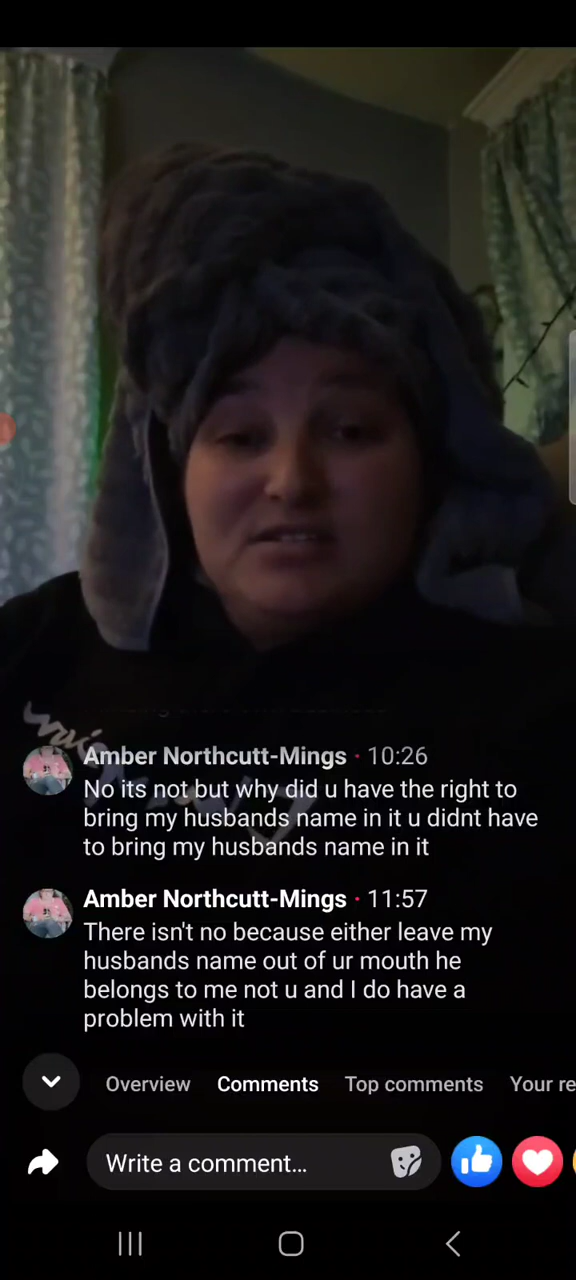 Amber Northcutt-Mings · 10:26
No its not but why did u have the right to
bring my husbands name in it u didnt have
to bring my husbands name in it
Amber Northcutt-Mings · 11:57
There isn't no because either leave my
husbands name out of ur mouth he
belongs to me not u and I do have a
problem with it
Overview Comments Top comments Your re
Write a comment...